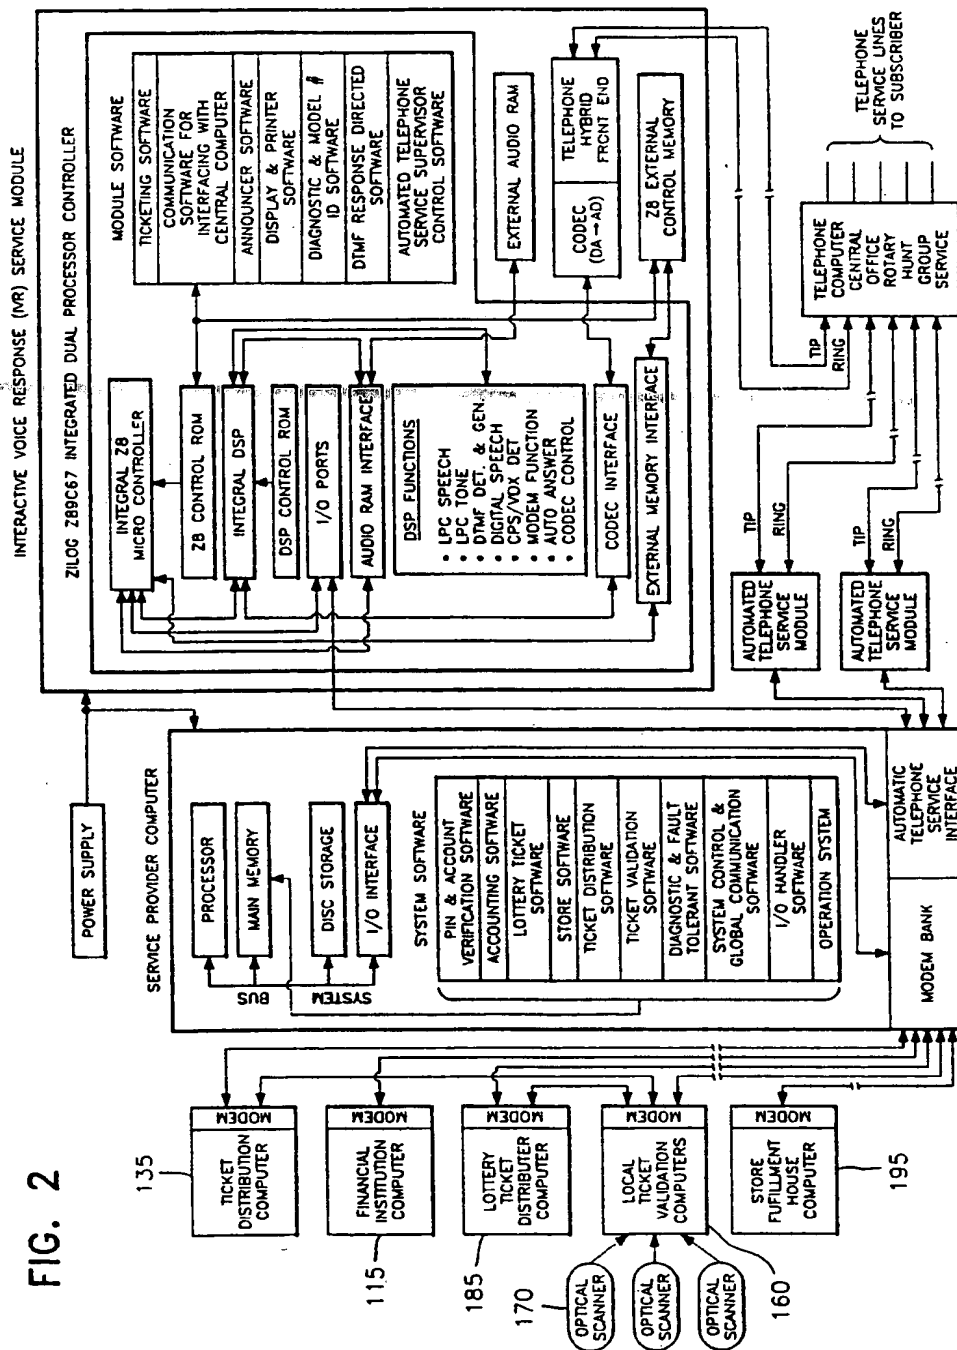 FIG. 2
135
TICKET
DISTRIBUTION
COMPUTER
MODEM
115
FINANCIAL
INSTITUTION
COMPUTER
MODEM
185
LOTTERY
TICKET
DISTRIBUTER
COMPUTER
MODEM
170
OPTICAL
SCANNER
OPTICAL
SCANNER
OPTICAL
SCANNER
160
LOCAL
TICKET
VALIDATION
COMPUTERS
MODEM
195
STORE
FUFILLMENT
HOUSE
COMPUTER
MODEM
POWER SUPPLY
SERVICE PROVIDER COMPUTER
PROCESSOR
MAIN MEMORY
DISC STORAGE
I/O INTERFACE
SYSTEM
BUS
SYSTEM SOFTWARE
PIN & ACCOUNT
VERIFICATION SOFTWARE
ACCOUNTING SOFTWARE
LOTTERY TICKET
SOFTWARE
STORE SOFTWARE
TICKET DISTRIBUTION
SOFTWARE
TICKET VALIDATION
SOFTWARE
DIAGNOSTIC & FAULT
TOLERANT SOFTWARE
SYSTEM CONTROL &
GLOBAL COMMUNICATION
SOFTWARE
I/O HANDLER
SOFTWARE
OPERATION SYSTEM
MODEM BANK
AUTOMATIC
TELEPHONE
SERVICE
INTERFACE
INTERACTIVE VOICE RESPONSE (IVR) SERVICE MODULE
ZILOG Z89C67 INTEGRATED DUAL PROCESSOR CONTROLLER
INTEGRAL Z8
MICRO CONTROLLER
Z8 CONTROL ROM
INTEGRAL DSP
DSP CONTROL ROM
I/O PORTS
AUDIO RAM INTERFACE
DSP FUNCTIONS
• LPG SPEECH
• LPC TONE
• DTMF DET. & GEN.
• DIGITAL SPEECH
• CPS/VOX DET
• MODEM FUNCTION
• AUTO ANSWER
• CODEC CONTROL
CODEC INTERFACE
EXTERNAL MEMORY INTERFACE
MODULE SOFTWARE
TICKETING SOFTWARE
COMMUNICATION
SOFTWARE FOR
INTERFACING WITH
CENTRAL COMPUTER
ANNOUNCER SOFTWARE
DISPLAY & PRINTER
SOFTWARE
DIAGNOSTIC & MODEL #
ID SOFTWARE
DTMF RESPONSE DIRECTED
SOFTWARE
AUTOMATED TELEPHONE
SERVICE SUPERVISOR
CONTROL SOFTWARE
EXTERNAL AUDIO RAM
CODEC
(DA→AD)
TELEPHONE
HYBRID
FRONT END
Z8 EXTERNAL
CONTROL MEMORY
AUTOMATED
TELEPHONE
SERVICE
MODULE
TIP
RING
AUTOMATED
TELEPHONE
SERVICE
MODULE
TIP
RING
TIP
RING
TELEPHONE
COMPUTER
CENTRAL
OFFICE
ROTARY
HUNT
GROUP
SERVICE
TELEPHONE
SERVICE LINES
TO SUBSCRIBER